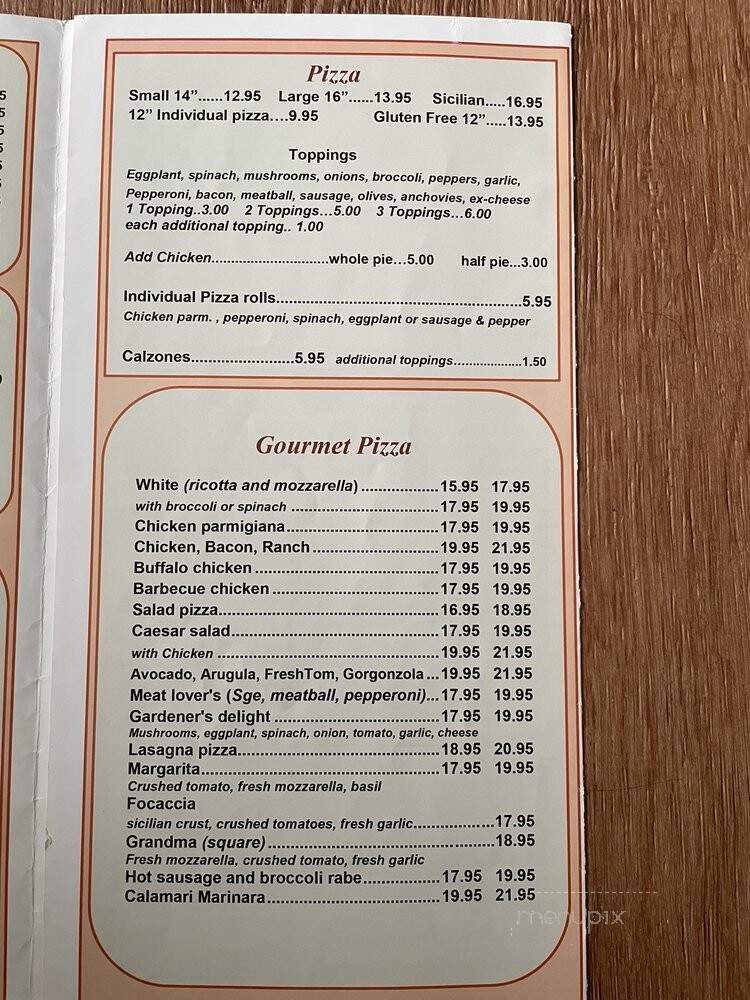 Pizza
Small 14”......12.95 Large 16”......13.95 Sicilian.....16.95
12” Individual pizza....9.95 Gluten Free 12”.....13.95
Toppings
Eggplant, spinach, mushrooms, onions, broccoli, peppers, garlic,
Pepperoni, bacon, meatball, sausage, olives, anchovies, ex-cheese
1 Topping..3.00 2 Toppings...5.00 3 Toppings...6.00
each additional topping.. 1.00
Add Chicken.............................whole pie...5.00 half pie...3.00
Individual Pizza rolls.......................................................5.95
Chicken parm. , pepperoni, spinach, eggplant or sausage & pepper
Calzones.......................5.95 additional toppings...................1.50
Gourmet Pizza
White (ricotta and mozzarella) ..................15.95 17.95
with broccoli or spinach ..................................17.95 19.95
Chicken parmigiana...................................17.95 19.95
Chicken, Bacon, Ranch .............................19.95 21.95
Buffalo chicken ..........................................17.95 19.95
Barbecue chicken ......................................17.95 19.95
Salad pizza..................................................16.95 18.95
Caesar salad...............................................17.95 19.95
with Chicken ..................................................19.95 21.95
Avocado, Arugula, FreshTom, Gorgonzola ...19.95 21.95
Meat lover's (Sge, meatball, pepperoni)...17.95 19.95
Gardener's delight .....................................17.95 19.95
Mushrooms, eggplant, spinach, onion, tomato, garlic, cheese
Lasagna pizza..............................................18.95 20.95
Margarita......................................................17.95 19.95
Crushed tomato, fresh mozzarella, basil
Focaccia
sicilian crust, crushed tomatoes, fresh garlic...................17.95
Grandma (square) ....................................................18.95
Fresh mozzarella, crushed tomato, fresh garlic
Hot sausage and broccoli rabe.................17.95 19.95
Calamari Marinara.......................................19.95 21.95
menupix